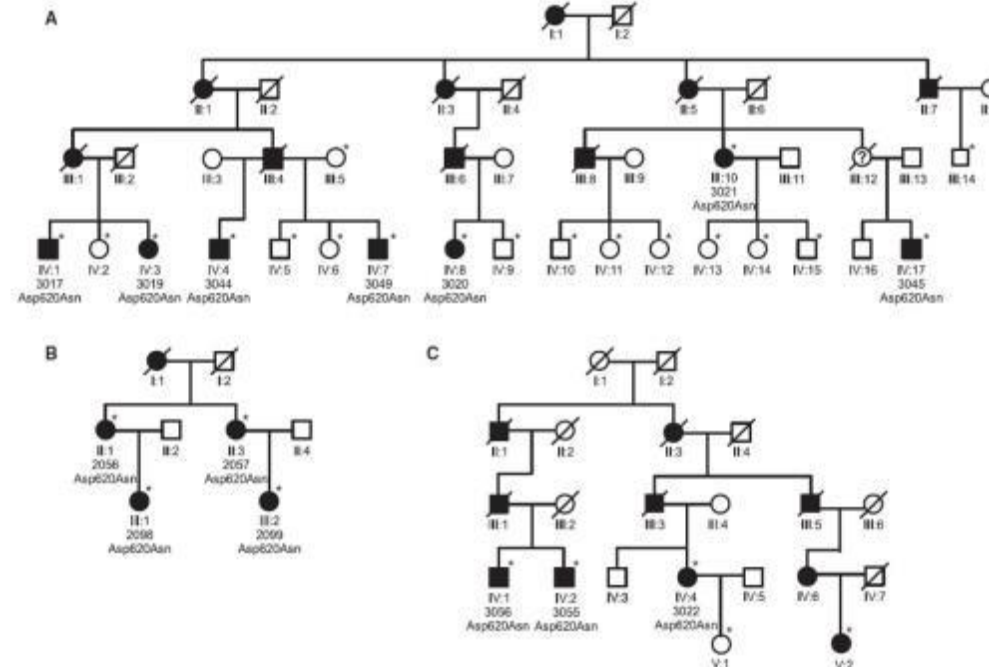 A
I:1 I:2
II:1 II:2 II:3 II:4 II:5 II:6 II:7
III:1 III:2 III:3 III:4 III:5 III:6 III:7 III:8 III:9 III:10 III:11 III:12 III:13 III:14
?
3021
Asp620Asn
IV:1 IV:2 IV:3 IV:4 IV:5 IV:6 IV:7 IV:8 IV:9 IV:10 IV:11 IV:12 IV:13 IV:14 IV:15 IV:16 IV:17
3017 3019 3044 3049 3020 3045
Asp620Asn Asp620Asn Asp620Asn Asp620Asn Asp620Asn Asp620Asn
B
I:1 I:2
II:1 II:2 II:3 II:4
2056 2057
Asp620Asn Asp620Asn
III:1 III:2
2098 2099
Asp620Asn Asp620Asn
C
I:1 I:2
II:1 II:2 II:3 II:4
III:1 III:2 III:3 III:4 III:5 III:6
IV:1 IV:2 IV:3 IV:4 IV:5 IV:6 IV:7
3056 3055 3022
Asp620Asn Asp620Asn Asp620Asn
V:1 V:2